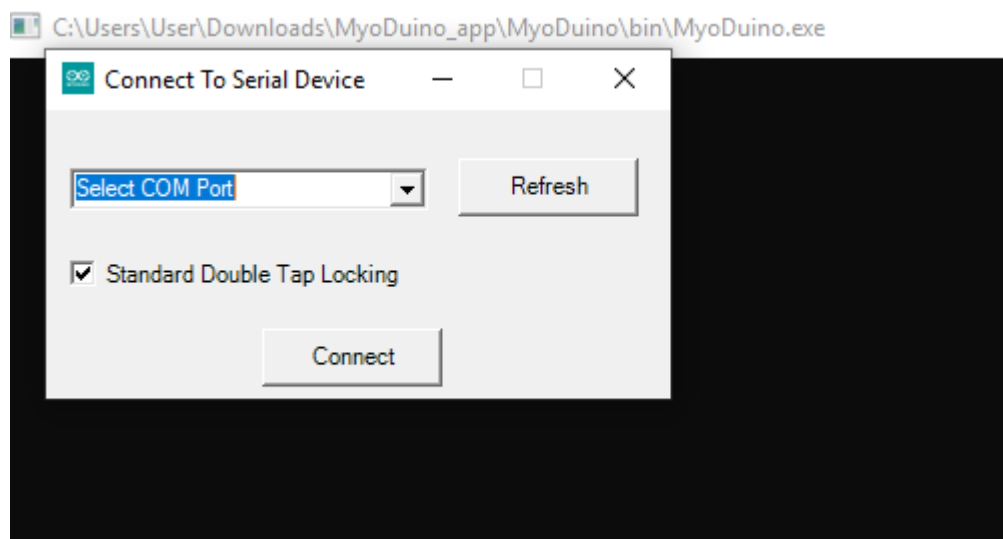 C:\Users\User\Downloads\MyoDuino_app\MyoDuino\bin\MyoDuino.exe
Connect To Serial Device
Select COM Port
Refresh
Standard Double Tap Locking
Connect